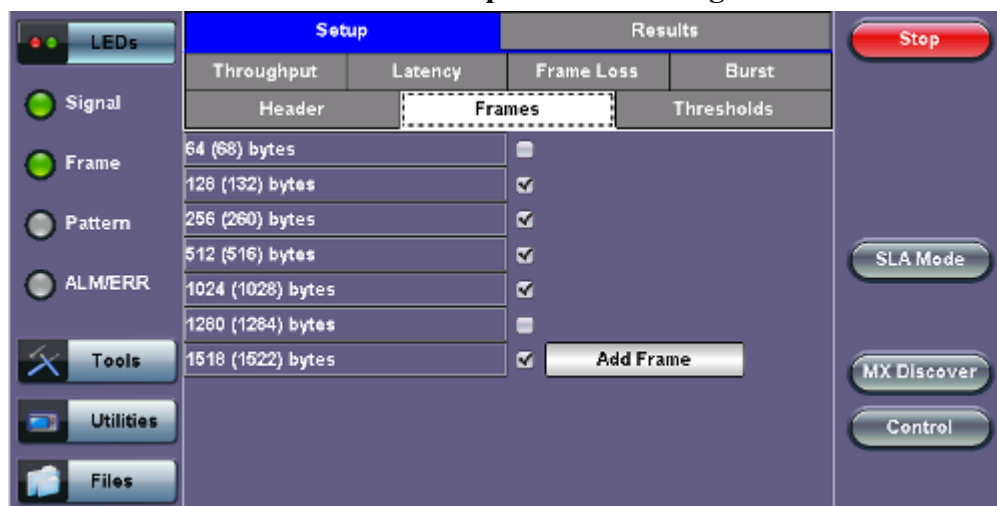 LEDs
Signal
Frame
Pattern
ALM/ERR
Tools
Utilities
Files
Setup Results
Throughput Latency Frame Loss Burst
Header Frames Thresholds
64 (68) bytes
128 (132) bytes
256 (260) bytes
512 (516) bytes
1024 (1028) bytes
1280 (1284) bytes
1518 (1522) bytes Add Frame
Stop
SLA Mode
MX Discover
Control